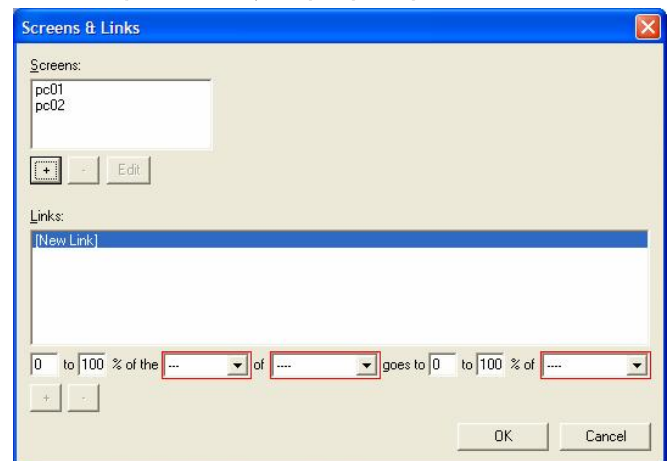 Screens & Links
Screens:
pc01
pc02
+ - Edit
Links:
[New Link]
0 to 100 % of the --- of ---- goes to 0 to 100 % of ----
+ -
OK Cancel